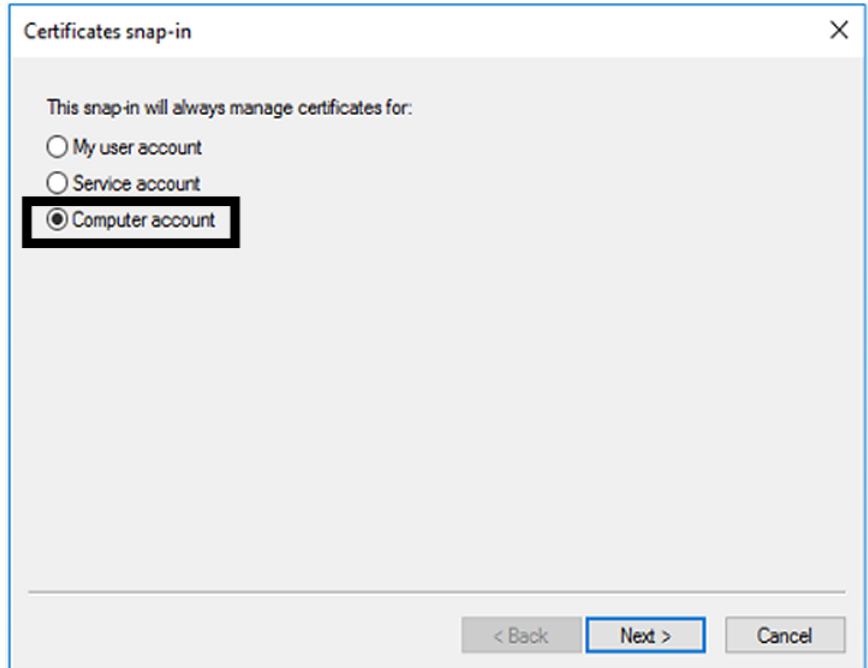 Certificates snap-in
This snap-in will always manage certificates for:
My user account
Service account
Computer account
< Back Next > Cancel